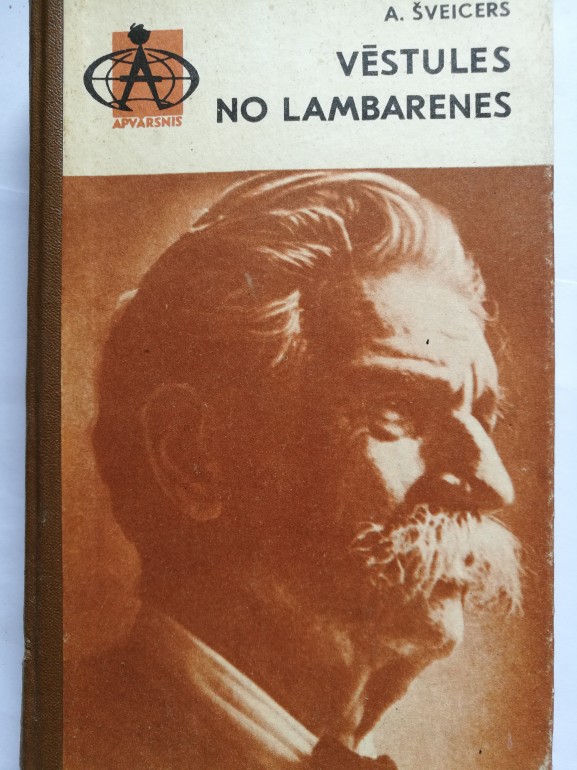 A. ŠVEICERS
VĒSTULES
NO LAMBARENES
A
APVĀRSNIS